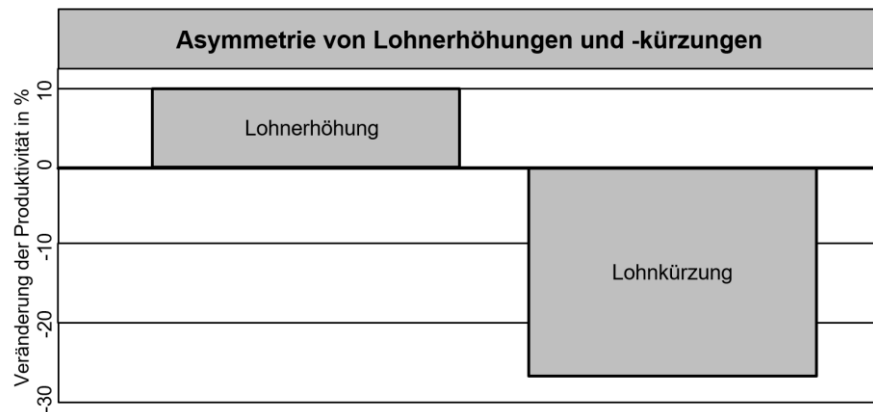 Asymmetrie von Lohnerhöhungen und -kürzungen
Veränderung der Produktivität in %
10
0
-10
-20
-30
Lohnerhöhung
Lohnkürzung